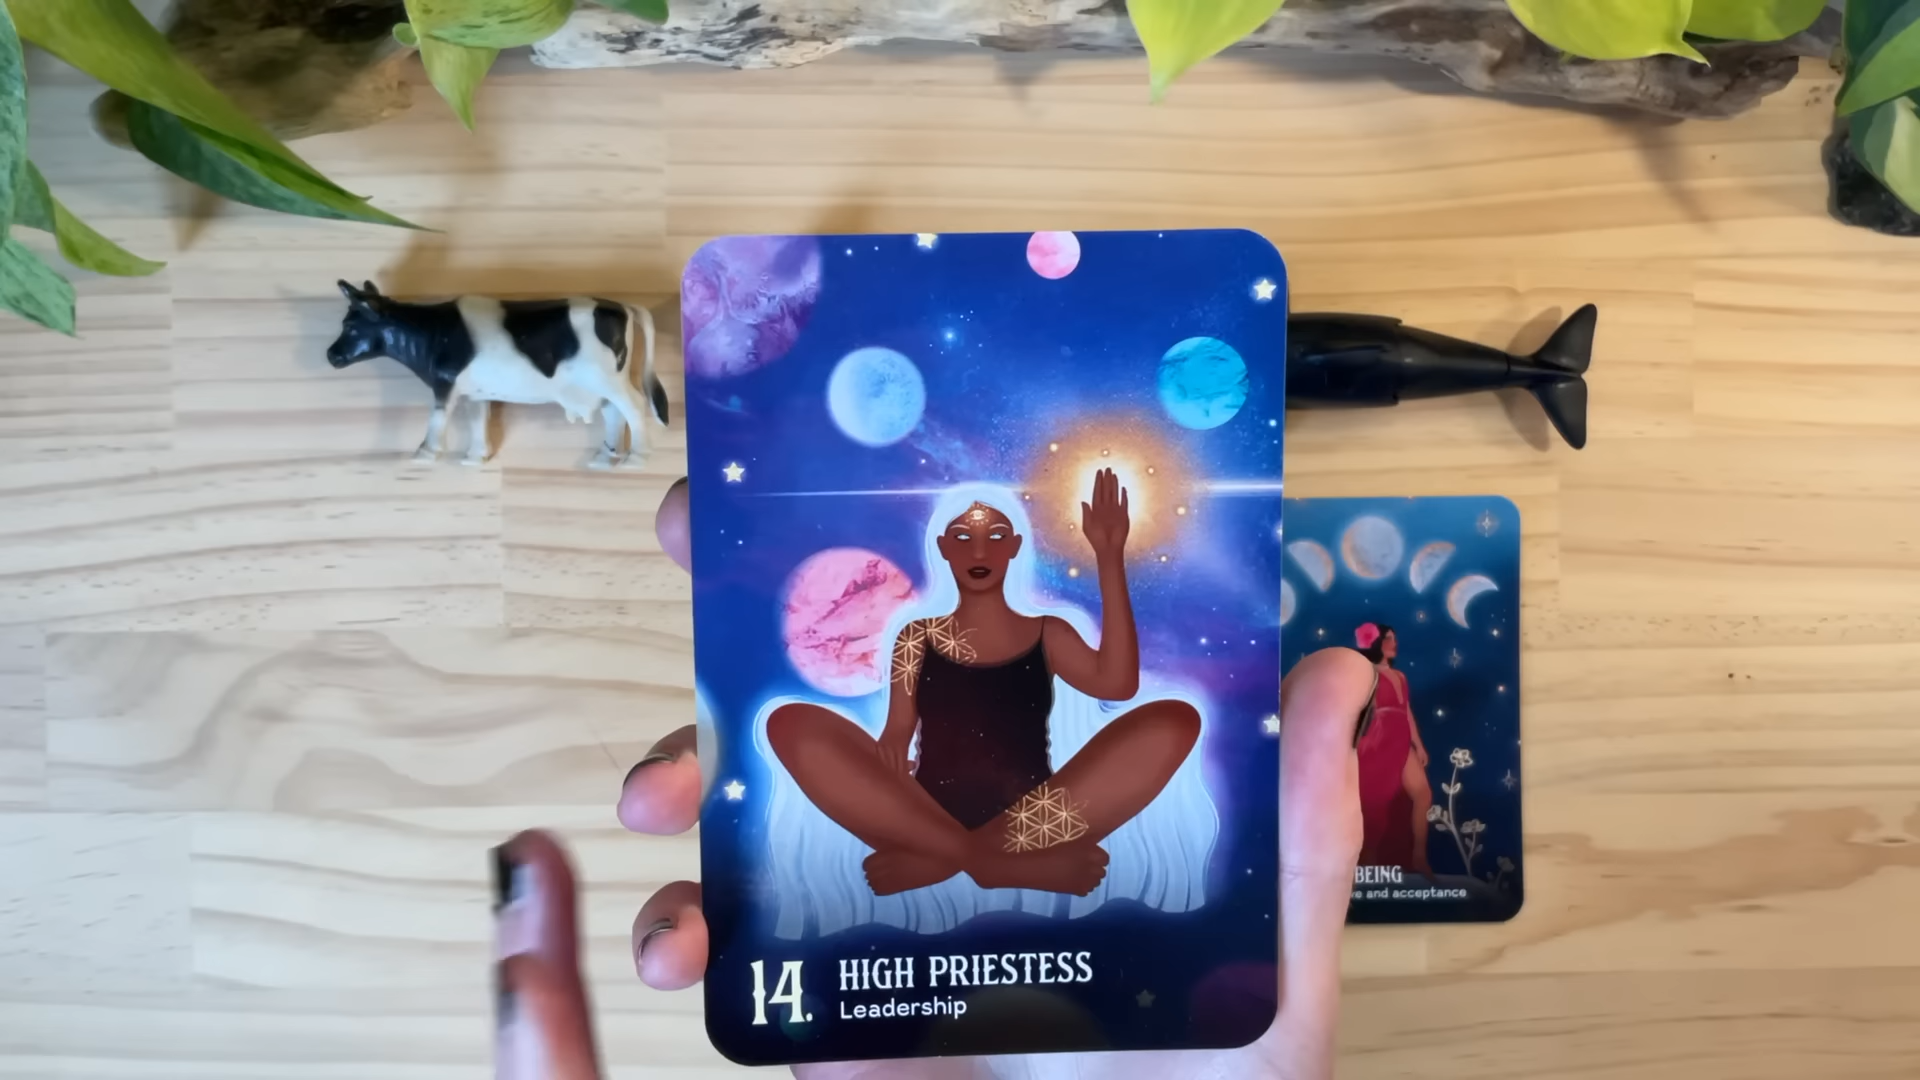 14.
HIGH PRIESTESS
Leadership
BEING
and acceptance